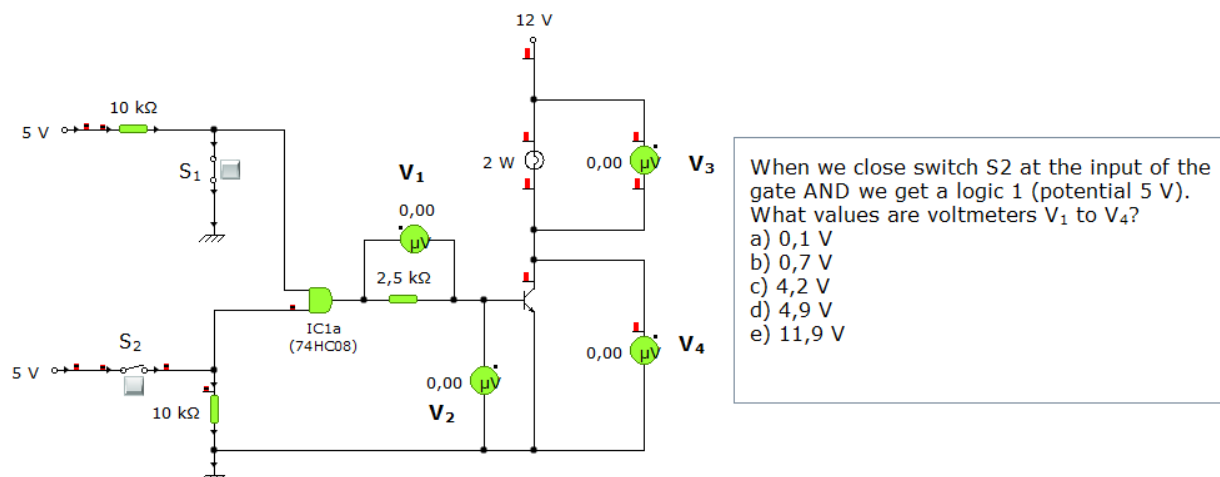 12 V
10 kΩ
5 V
S1
2 W
0,00
μV
V3
V1
0,00
μV
2,5 kΩ
IC1a
(74HC08)
S2
5 V
10 kΩ
0,00
μV
V2
0,00
μV
V4
When we close switch S2 at the input of the
gate AND we get a logic 1 (potential 5 V).
What values are voltmeters V1 to V4?
a) 0,1 V
b) 0,7 V
c) 4,2 V
d) 4,9 V
e) 11,9 V